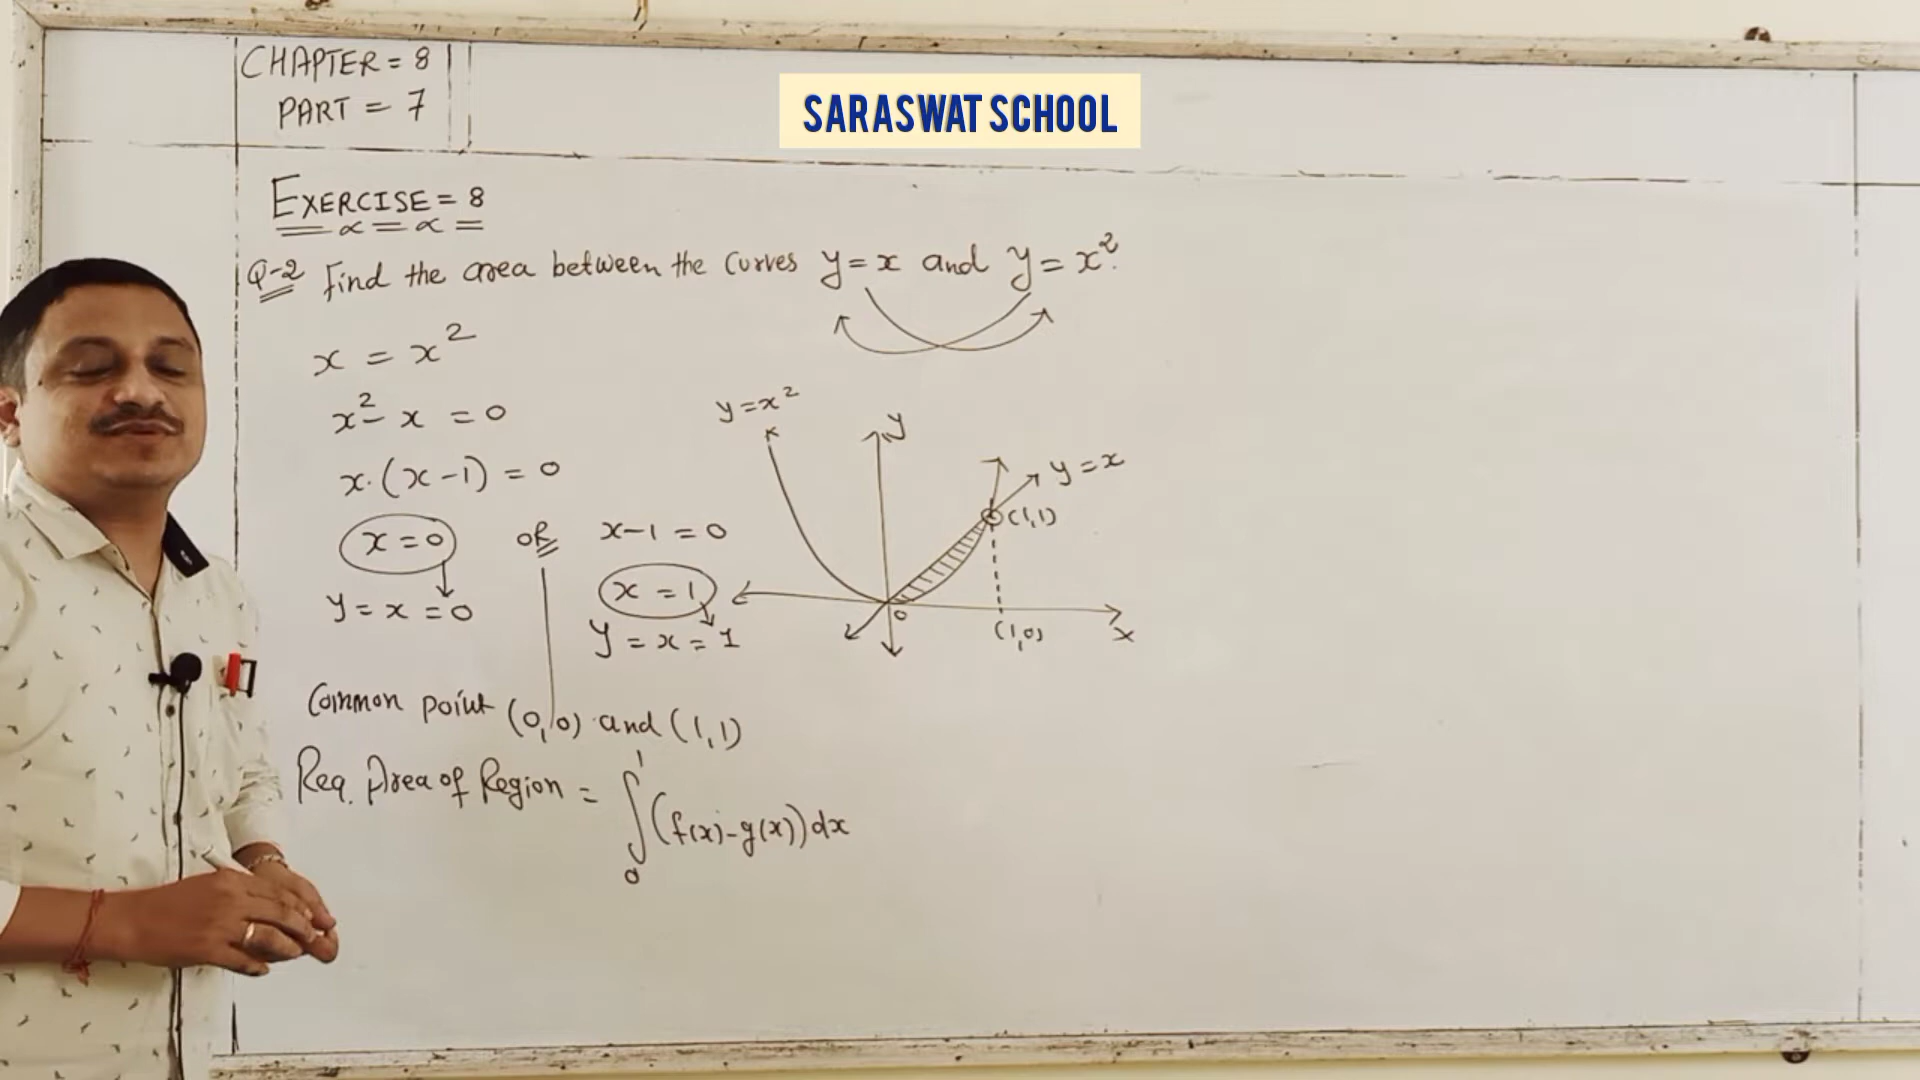 CHAPTER = 8
PART = 7
SARASWAT SCHOOL
EXERCISE = 8
Q-2 Find the area between the curves y = x and y = x².
x = x²
x² - x = 0
x·(x-1) = 0
x = 0 OR x-1 = 0
x = 1
y = x = 0
y = x = 1
y = x²
y
y = x
(1,1)
0
(1,0)
x
Common point (0,0) and (1,1)
Req. Area of Region = ∫₀¹ (f(x) - g(x)) dx